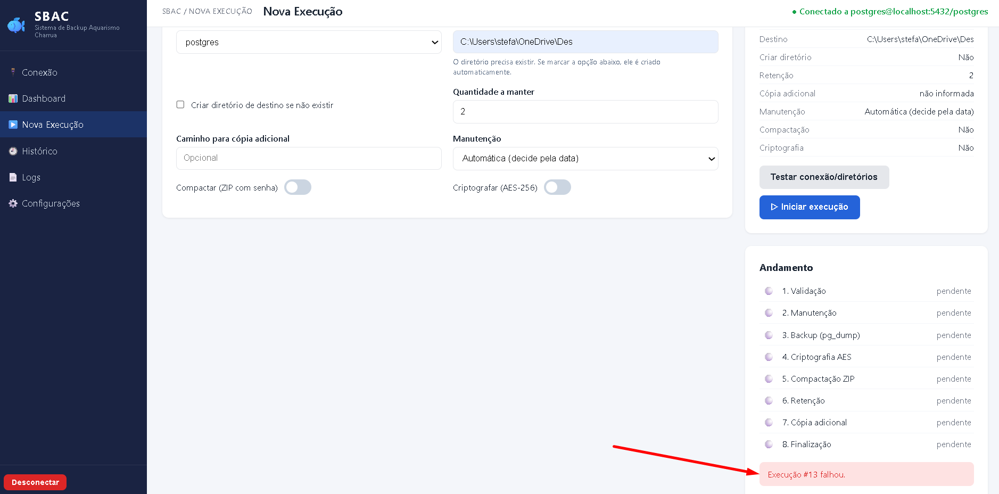 SBAC
Sistema de Backup Aquarismo
Charrua
Conexão
Dashboard
Nova Execução
Histórico
Logs
Configurações
Desconectar
SBAC / NOVA EXECUÇÃO
Nova Execução
● Conectado a postgres@localhost:5432/postgres
postgres
C:\Users\stefa\OneDrive\Des
O diretório precisa existir. Se marcar a opção abaixo, ele é criado
automaticamente.
Criar diretório de destino se não existir
Quantidade a manter
2
Caminho para cópia adicional
Opcional
Manutenção
Automática (decide pela data)
Compactar (ZIP com senha)
Criptografar (AES-256)
Destino C:\Users\stefa\OneDrive\Des
Criar diretório Não
Retenção 2
Cópia adicional não informada
Manutenção Automática (decide pela data)
Compactação Não
Criptografia Não
Testar conexão/diretórios
▷ Iniciar execução
Andamento
1. Validação pendente
2. Manutenção pendente
3. Backup (pg_dump) pendente
4. Criptografia AES pendente
5. Compactação ZIP pendente
6. Retenção pendente
7. Cópia adicional pendente
8. Finalização pendente
Execução #13 falhou.